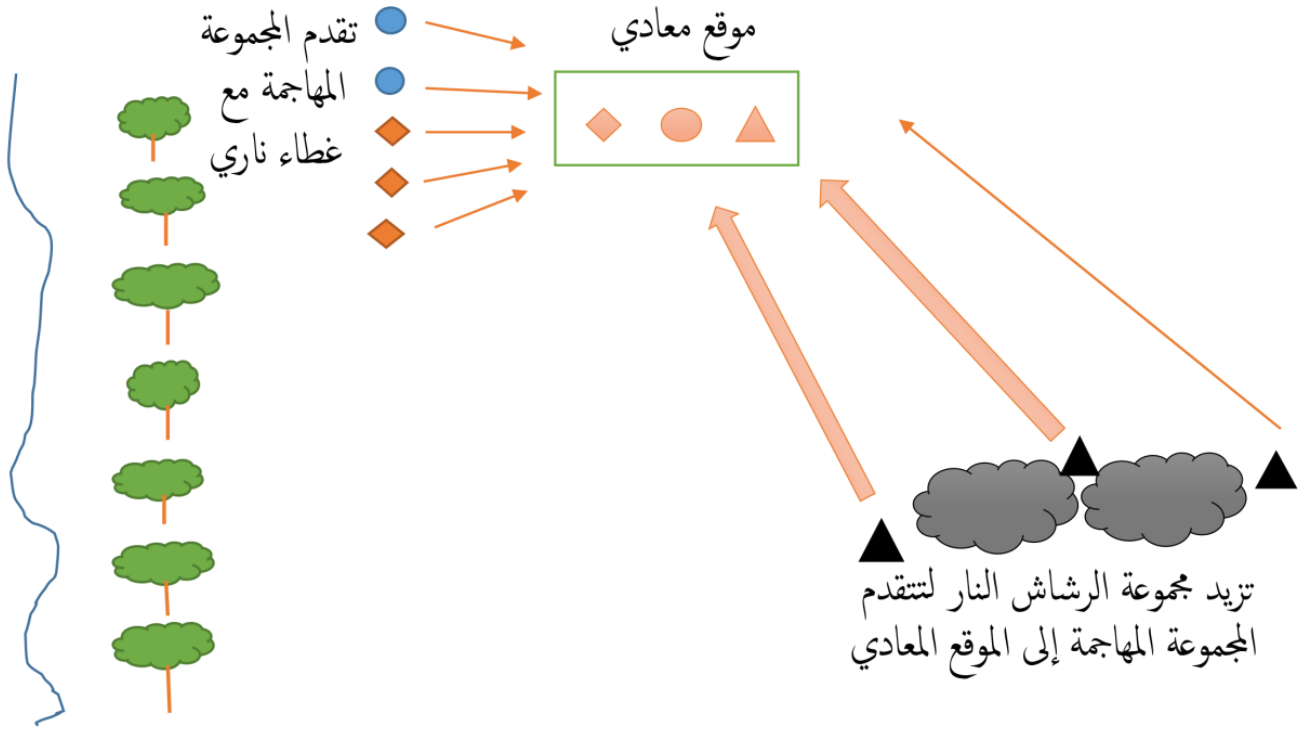 موقع معادي
تقدم المجموعة
المهاجمة مع
غطاء ناري
تزيد مجموعة الرشاش النار لتتقدم
المجموعة المهاجمة إلى الموقع المعادي